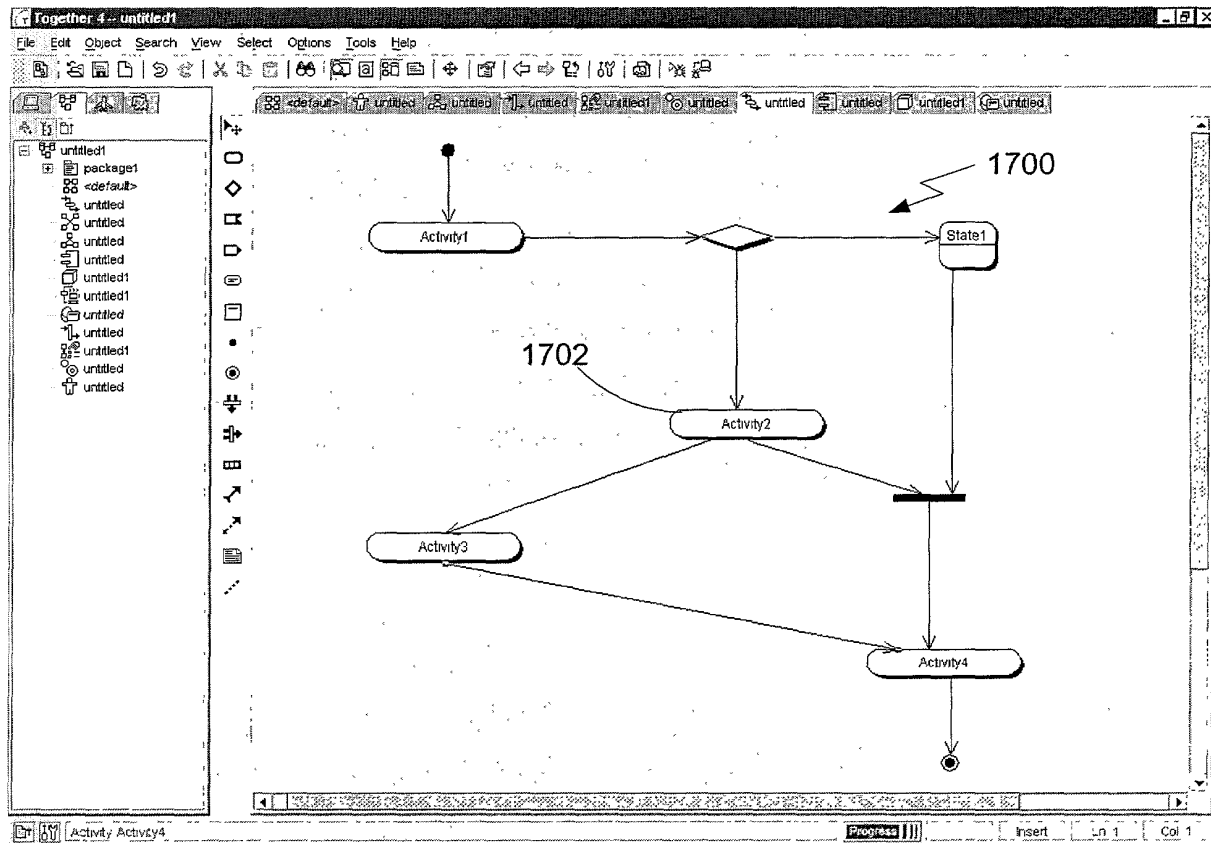 Together 4 -- untitled1
File Edit Object Search View Select Options Tools Help
<default> untitled untitled untitled untitled1 untitled untitled untitled untitled1 untitled
untitled1
package1
<default>
untitled
untitled
untitled
untitled
untitled1
untitled1
untitled
untitled
untitled1
untitled
untitled
1700
Activity1
State1
1702
Activity2
Activity3
Activity4
Activity Activity4
Progress
Insert
Ln 1
Col 1